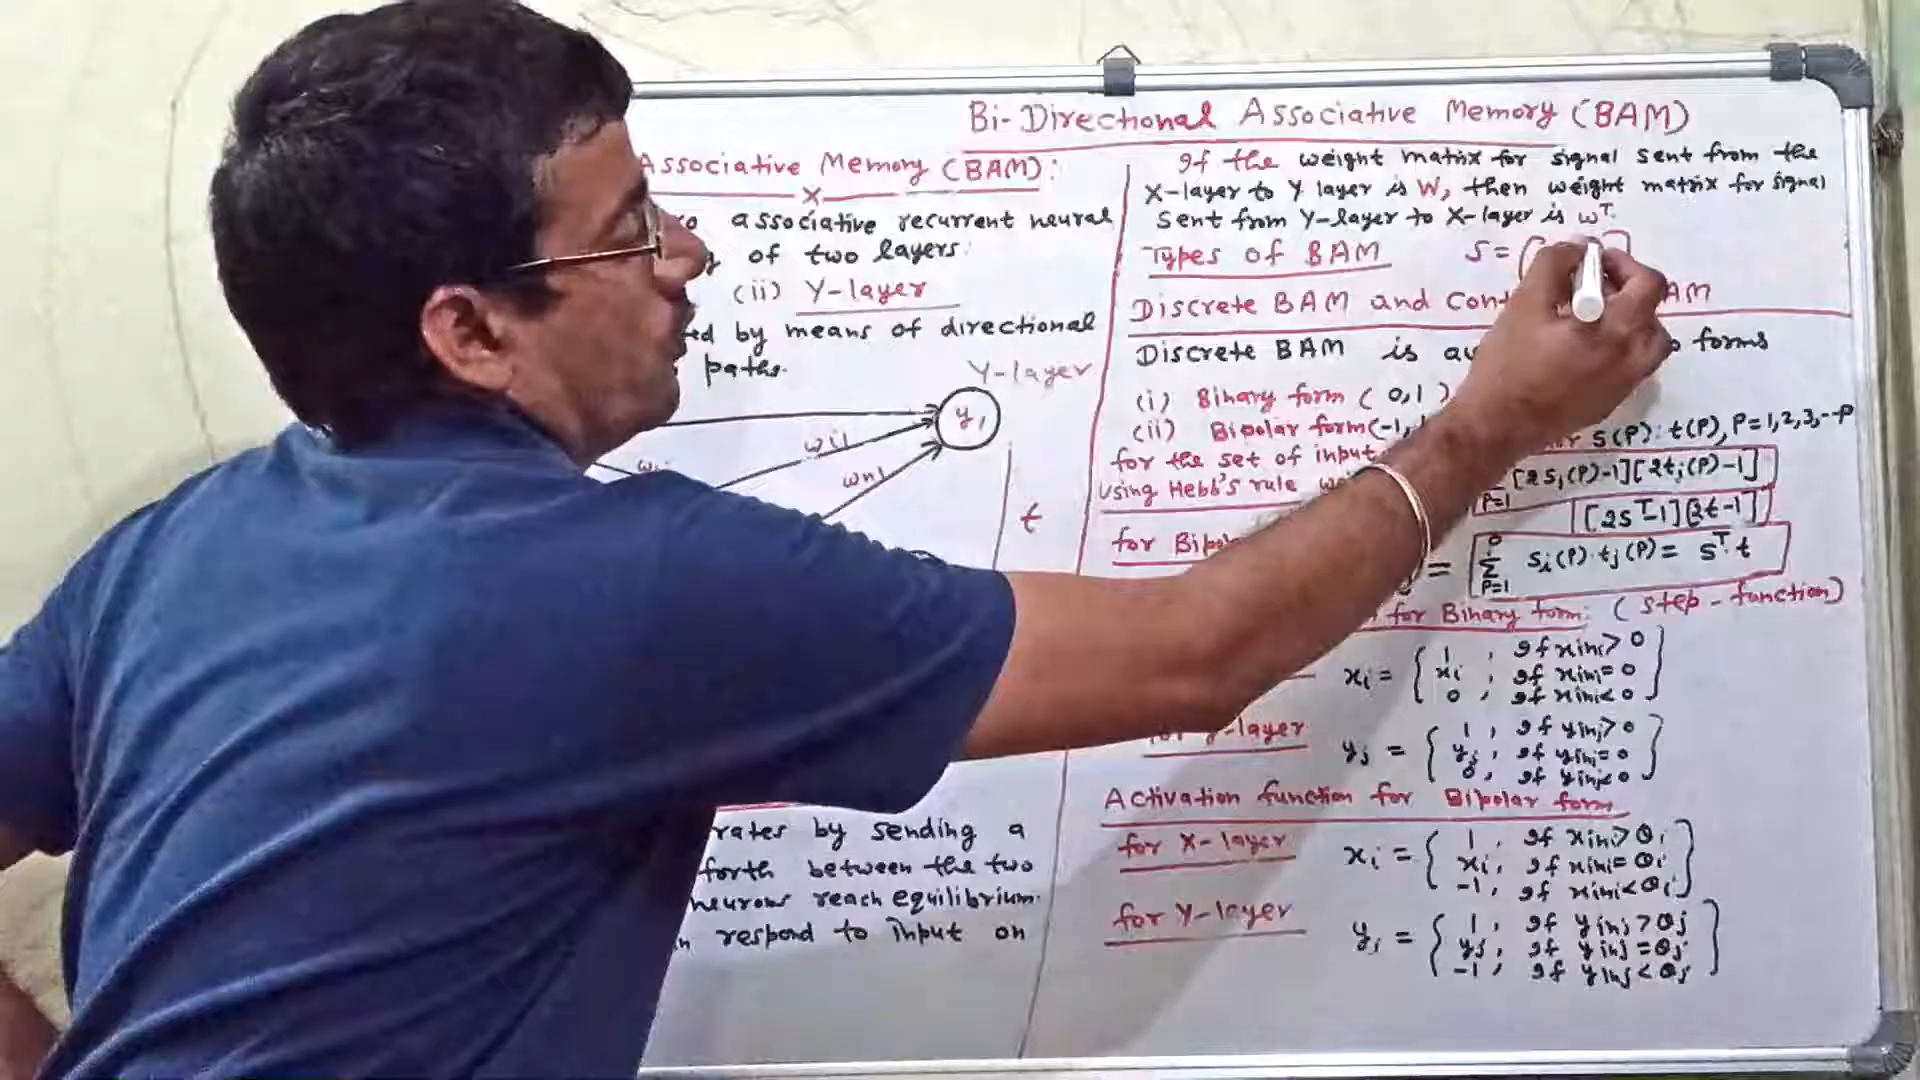 Bi-Directional Associative Memory (BAM)
Associative Memory (BAM):
X
associative recurrent neural
of two layers:
(ii) Y-layer
by means of directional
paths.
Y-layer
y1
wi1
wn1
t
rates by sending a
forth between the two
neurons reach equilibrium.
respond to input on
If the weight matrix for signal sent from the
X-layer to Y layer is W, then weight matrix for signal
sent from Y-layer to X-layer is wT.
Types of BAM S = [
Discrete BAM and Cont AM
Discrete BAM is av forms
(i) Binary form (0,1)
(ii) Bipolar form (-1,
s(P): t(P), P=1,2,3,--P
for the set of input
using Hebb's rule
P=1 [2si(P)-1][2tj(P)-1]
[2sT-1][2t-1]
for Bipol
= Σ P=1 si(P)·tj(P) = sT·t
for Binary form: (step-function)
xi = { 1, If xini > 0
xi, If xini = 0
0, If xini < 0 }
for y-layer
yj = { 1, If yinj > 0
yj, If yinj = 0
0, If yinj < 0 }
Activation function for Bipolar form
for X-layer
xi = { 1, If xini > θi
xi, If xini = θi
-1, If xini < θi }
for Y-layer
yj = { 1, If yinj > θj
yj, If yinj = θj
-1, If yinj < θj }